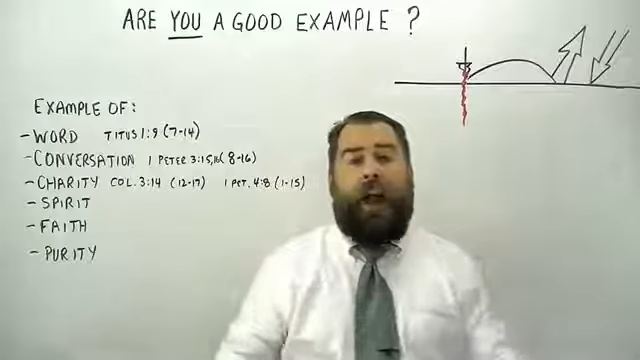 ARE YOU A GOOD EXAMPLE ?
EXAMPLE OF:
- WORD TITUS 1:9 (7-14)
- CONVERSATION 1 PETER 3:15,16 (8-16)
- CHARITY COL. 3:14 (12-17) 1 PET. 4:8 (1-15)
- SPIRIT
- FAITH
- PURITY